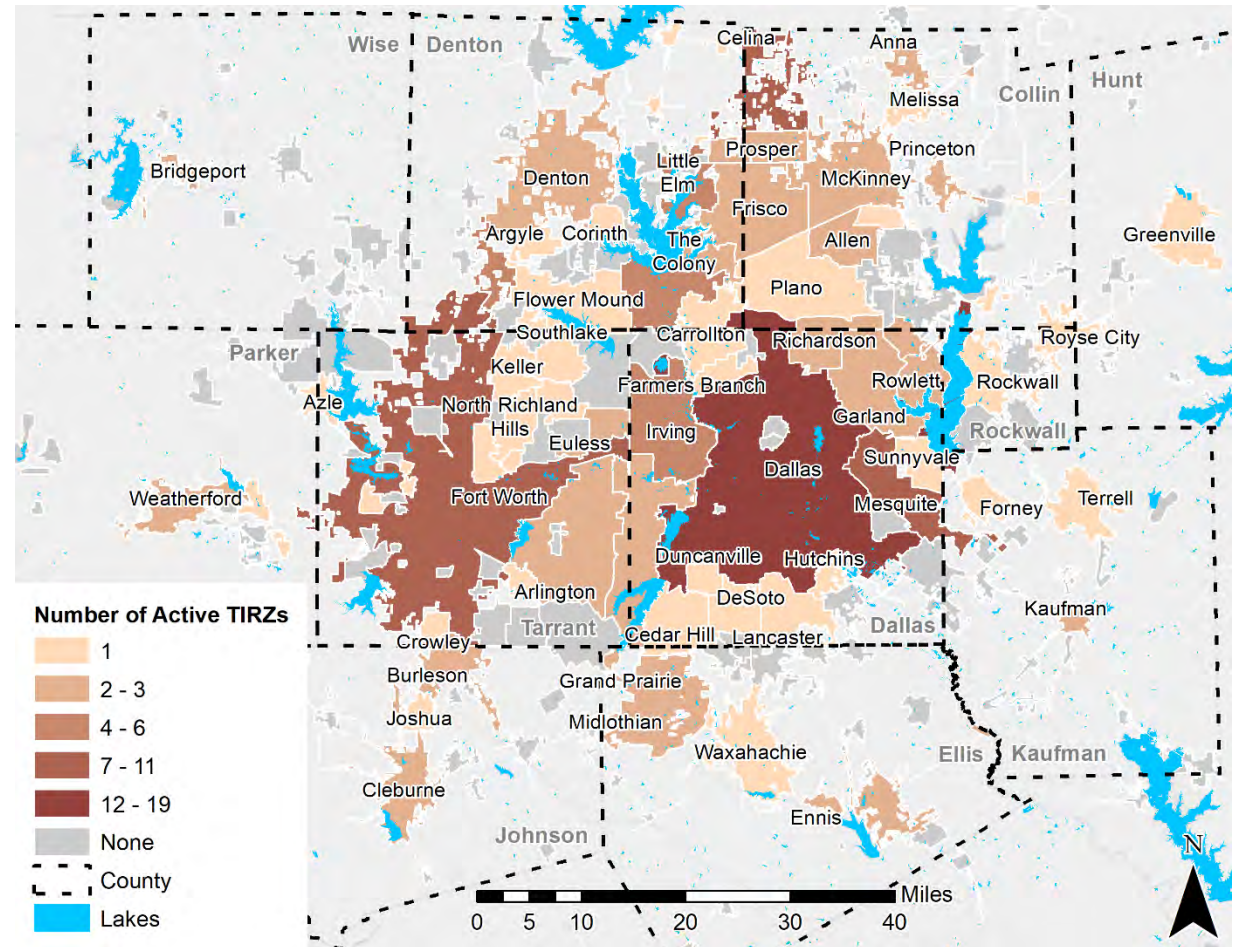 Celina
Anna
Wise
Denton
Melissa
Collin
Hunt
Prosper
Princeton
Bridgeport
Little
Elm
Denton
McKinney
Frisco
Argyle
Corinth
The
Colony
Allen
Greenville
Plano
Flower Mound
Southlake
Carrollton
Richardson
Royse City
Parker
Keller
Farmers Branch
Rowlett
Rockwall
Azle
North Richland
Hills
Garland
Euless
Irving
Rockwall
Sunnyvale
Dallas
Weatherford
Fort Worth
Mesquite
Forney
Terrell
Duncanville
Hutchins
Arlington
DeSoto
Kaufman
Tarrant
Dallas
Crowley
Cedar Hill
Lancaster
Burleson
Grand Prairie
Joshua
Midlothian
Waxahachie
Ellis
Kaufman
Cleburne
Ennis
Johnson
Number of Active TIRZs
1
2 - 3
4 - 6
7 - 11
12 - 19
None
County
Lakes
Miles
0 5 10 20 30 40
N